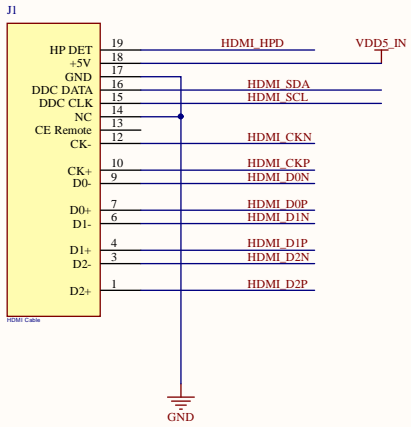 J1
HP DET 19 HDMI_HPD VDD5_IN
+5V 18
GND 17
DDC DATA 16 HDMI_SDA
DDC CLK 15 HDMI_SCL
NC 14
CE Remote 13
CK- 12 HDMI_CKN
CK+ 10 HDMI_CKP
D0- 9 HDMI_D0N
D0+ 7 HDMI_D0P
D1- 6 HDMI_D1N
D1+ 4 HDMI_D1P
D2- 3 HDMI_D2N
D2+ 1 HDMI_D2P
HDMI Cable
GND